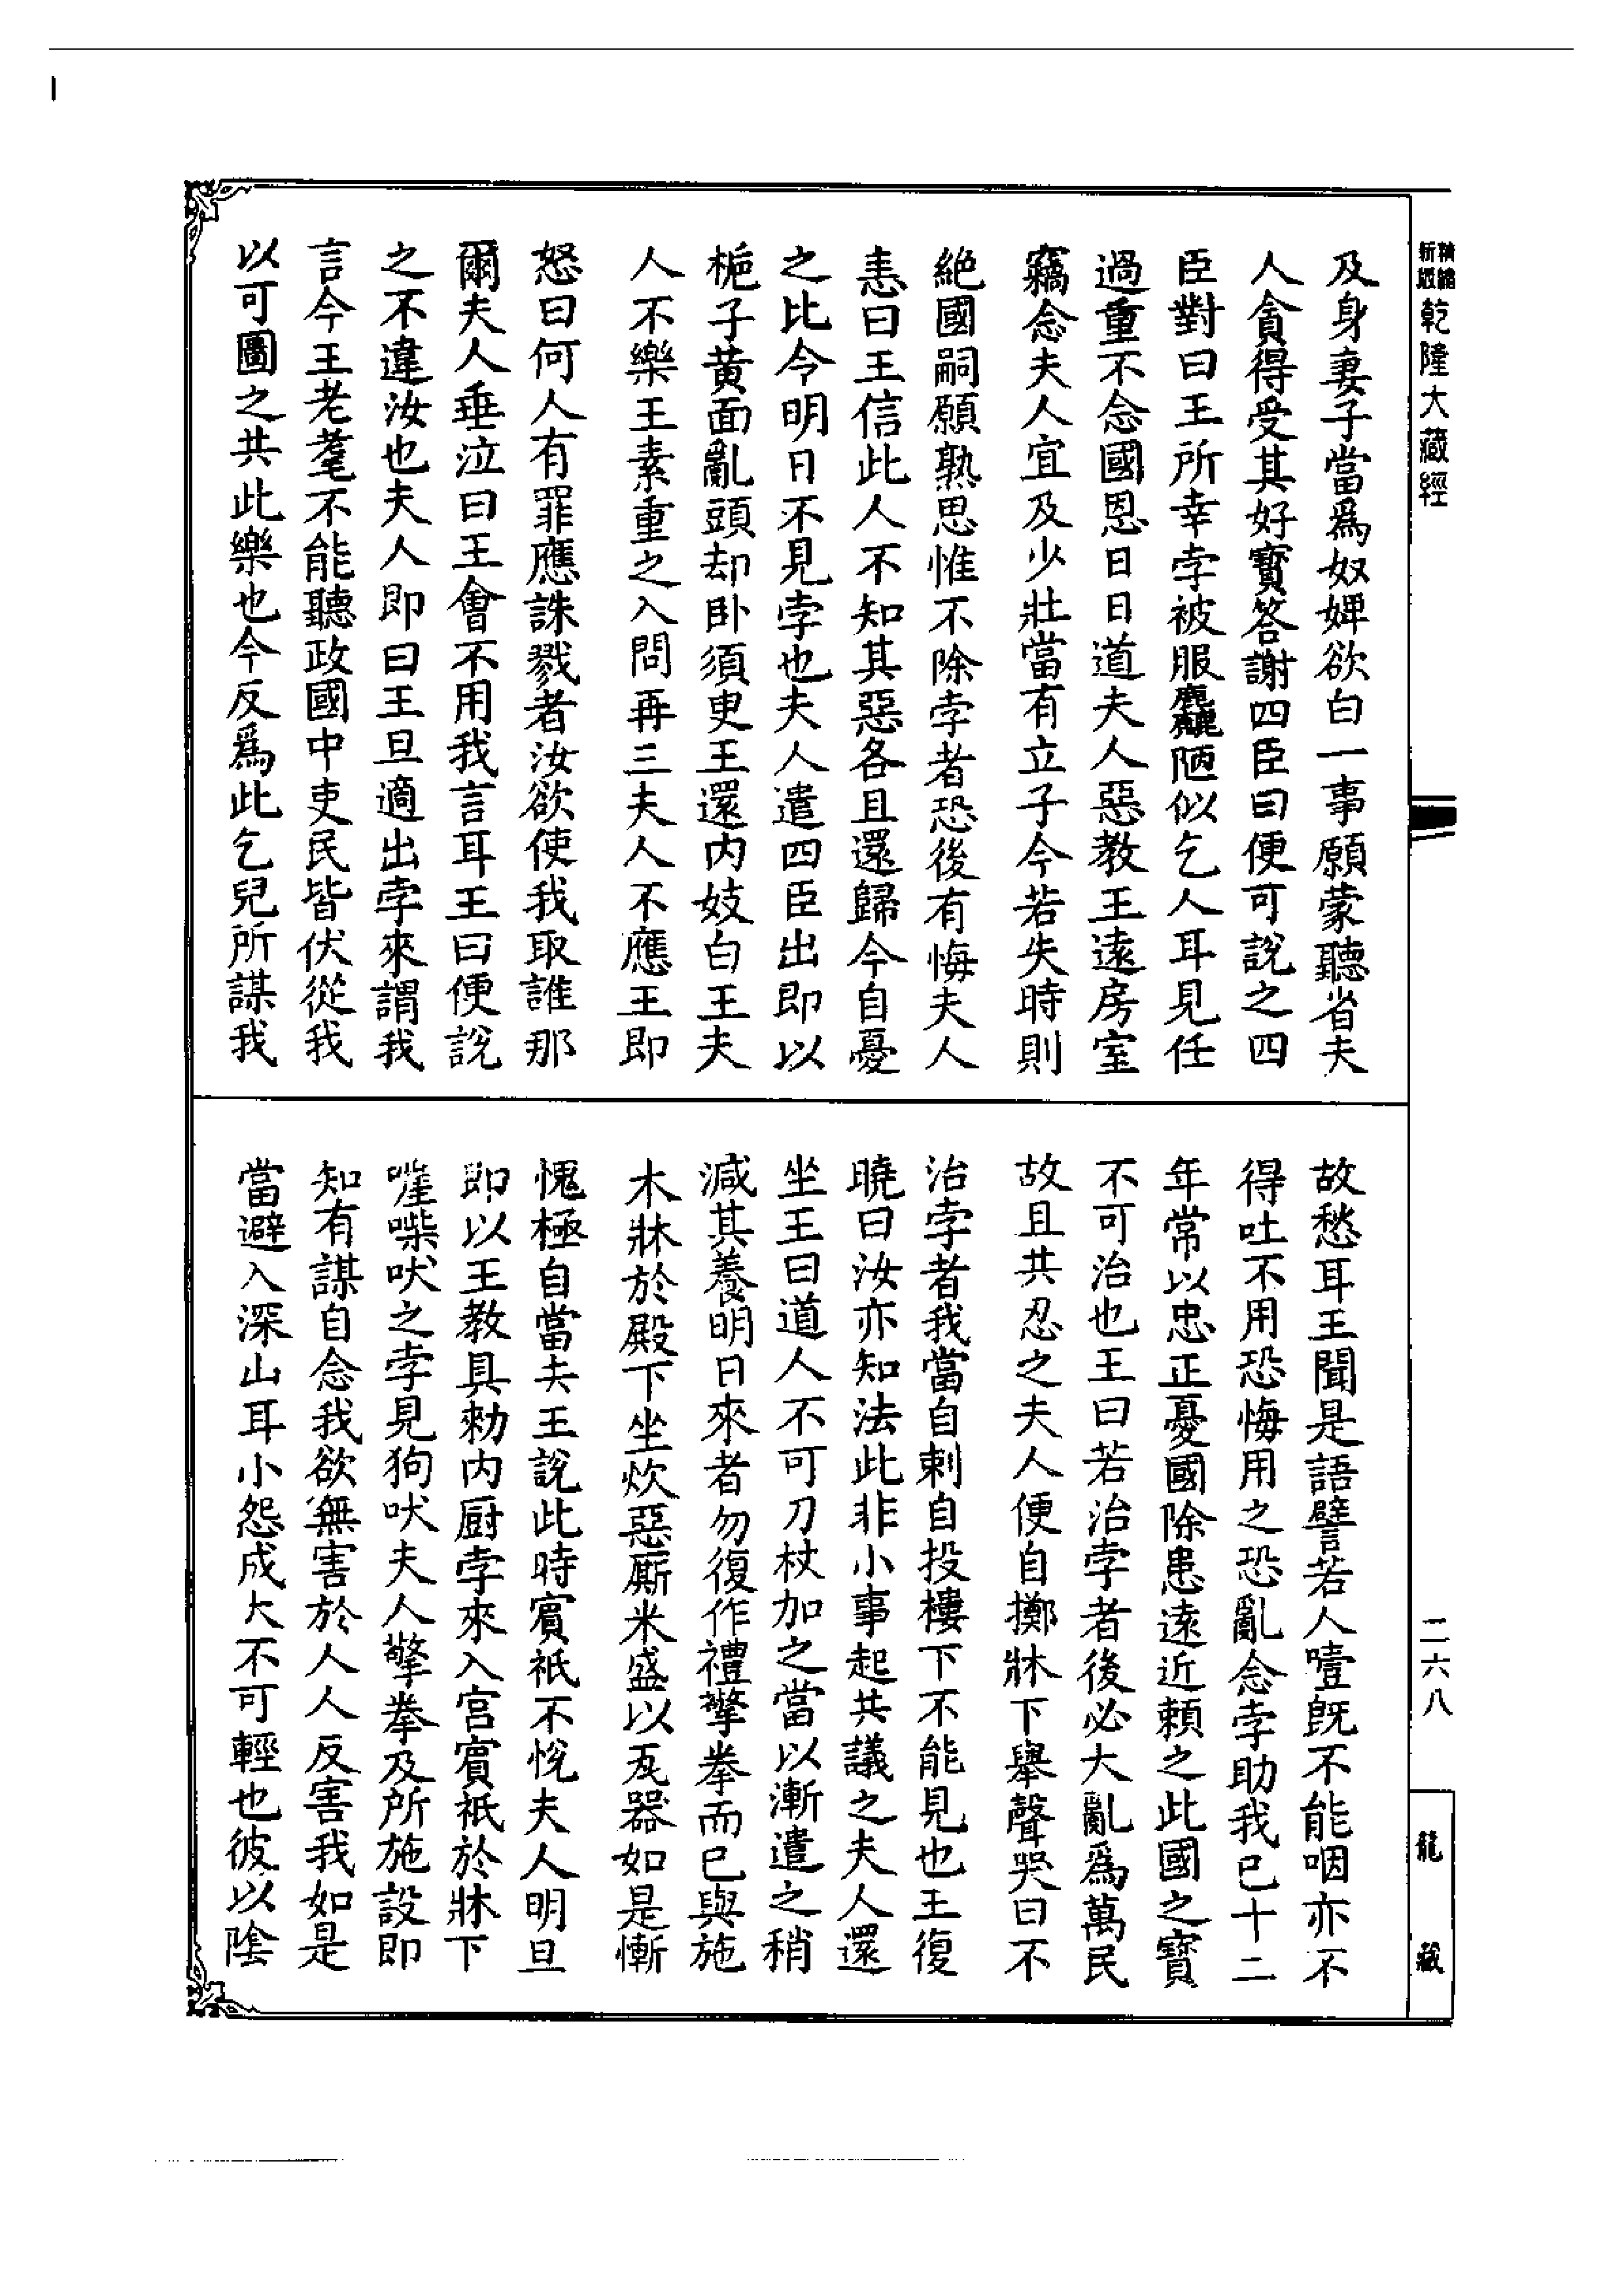 精縮新版乾隆大藏經
及身妻子當爲奴婢欲白一事願蒙聽省夫
人貪得受其好寳答謝四臣曰便可說之四
臣對曰王所幸孛被服麤陋似乞人耳見任
過重不念國恩日日道夫人惡教王遠房室
竊念夫人宜及少壯當有立子今若失時則
絶國嗣願熟思惟不除孛者恐後有悔夫人
恚曰王信此人不知其惡各且還歸今自憂
之比令明日不見孛也夫人遣四臣出即以
梔子黄面亂頭却卧須㬰王還内妓白王夫
人不樂王素重之入問再三夫人不應王即
怒曰何人有罪應誅戮者汝欲使我取誰那
爾夫人垂泣曰王會不用我言耳王曰便說
之不違汝也夫人即曰王旦適出孛來謂我
言今王老耄不能聽政國中吏民皆伏從我
以可圖之共此樂也今反爲此乞兒所謀我
故愁耳王聞是語譬若人噎旣不能咽亦不
得吐不用恐悔用之恐亂念孛助我已十二
年常以忠正憂國除患遠近頼之此國之寳
不可治也王曰若治孛者後必大亂爲萬民
故且共忍之夫人便自擲牀下舉聲哭曰不
治孛者我當自刺自投樓下不能見也王復
曉曰汝亦知法此非小事起共議之夫人還
坐王曰道人不可刀杖加之當以漸遣之稍
減其養明日來者勿復作禮擎拳而已與施
木牀於殿下坐炊惡㕑米盛以瓦器如是慚
愧極自當去王說此時賔祇不悅夫人明旦
即以王教具勑内厨孛來入宫賔祇於牀下
嘊喍吠之孛見狗吠夫人擎拳及所施設即
知有謀自念我欲無害於人人反害我如是
當避入深山耳小怨成大不可輕也彼以陰
二六八
龍藏